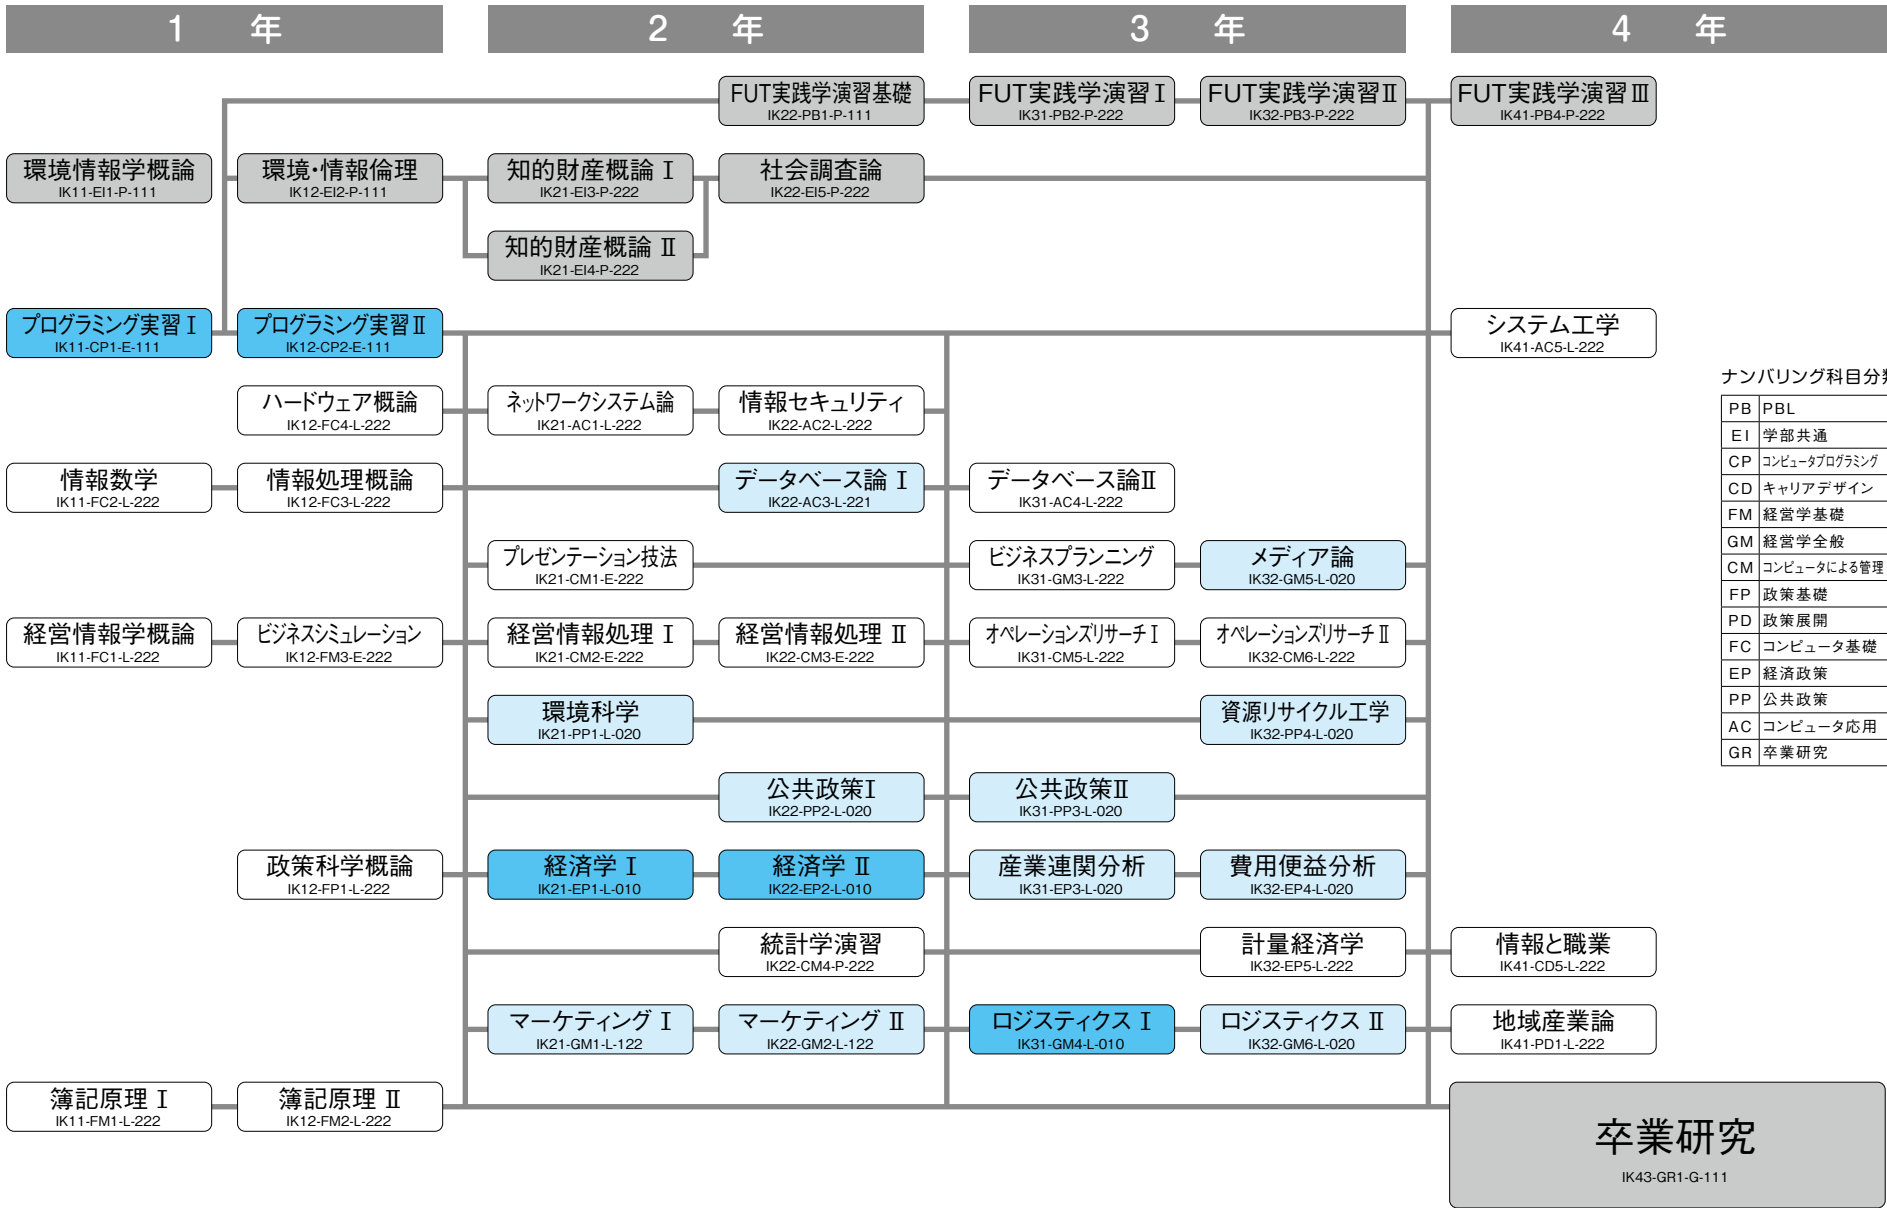 1 年
2 年
3 年
4 年
FUT実践学演習基礎
IK22-PB1-P-111
FUT実践学演習Ⅰ
IK31-PB2-P-222
FUT実践学演習Ⅱ
IK32-PB3-P-222
FUT実践学演習Ⅲ
IK41-PB4-P-222
環境情報学概論
IK11-EI1-P-111
環境・情報倫理
IK12-EI2-P-111
知的財産概論 Ⅰ
IK21-EI3-P-222
社会調査論
IK22-EI5-P-222
知的財産概論 Ⅱ
IK21-EI4-P-222
プログラミング実習Ⅰ
IK11-CP1-E-111
プログラミング実習Ⅱ
IK12-CP2-E-111
システム工学
IK41-AC5-L-222
ハードウェア概論
IK12-FC4-L-222
ネットワークシステム論
IK21-AC1-L-222
情報セキュリティ
IK22-AC2-L-222
情報数学
IK11-FC2-L-222
情報処理概論
IK12-FC3-L-222
データベース論 Ⅰ
IK22-AC3-L-221
データベース論Ⅱ
IK31-AC4-L-222
プレゼンテーション技法
IK21-CM1-E-222
ビジネスプランニング
IK31-GM3-L-222
メディア論
IK32-GM5-L-020
経営情報学概論
IK11-FC1-L-222
ビジネスシミュレーション
IK12-FM3-E-222
経営情報処理 Ⅰ
IK21-CM2-E-222
経営情報処理 Ⅱ
IK22-CM3-E-222
オペレーションズリサーチⅠ
IK31-CM5-L-222
オペレーションズリサーチⅡ
IK32-CM6-L-222
環境科学
IK21-PP1-L-020
資源リサイクル工学
IK32-PP4-L-020
公共政策Ⅰ
IK22-PP2-L-020
公共政策Ⅱ
IK31-PP3-L-020
政策科学概論
IK12-FP1-L-222
経済学 Ⅰ
IK21-EP1-L-010
経済学 Ⅱ
IK22-EP2-L-010
産業連関分析
IK31-EP3-L-020
費用便益分析
IK32-EP4-L-020
統計学演習
IK22-CM4-P-222
計量経済学
IK32-EP5-L-222
情報と職業
IK41-CD5-L-222
マーケティング Ⅰ
IK21-GM1-L-122
マーケティング Ⅱ
IK22-GM2-L-122
ロジスティクス Ⅰ
IK31-GM4-L-010
ロジスティクス Ⅱ
IK32-GM6-L-020
地域産業論
IK41-PD1-L-222
簿記原理 Ⅰ
IK11-FM1-L-222
簿記原理 Ⅱ
IK12-FM2-L-222
卒業研究
IK43-GR1-G-111
ナンバリング科目分
PB PBL
EI 学部共通
CP コンピュータプログラミング
CD キャリアデザイン
FM 経営学基礎
GM 経営学全般
CM コンピュータによる管理
FP 政策基礎
PD 政策展開
FC コンピュータ基礎
EP 経済政策
PP 公共政策
AC コンピュータ応用
GR 卒業研究